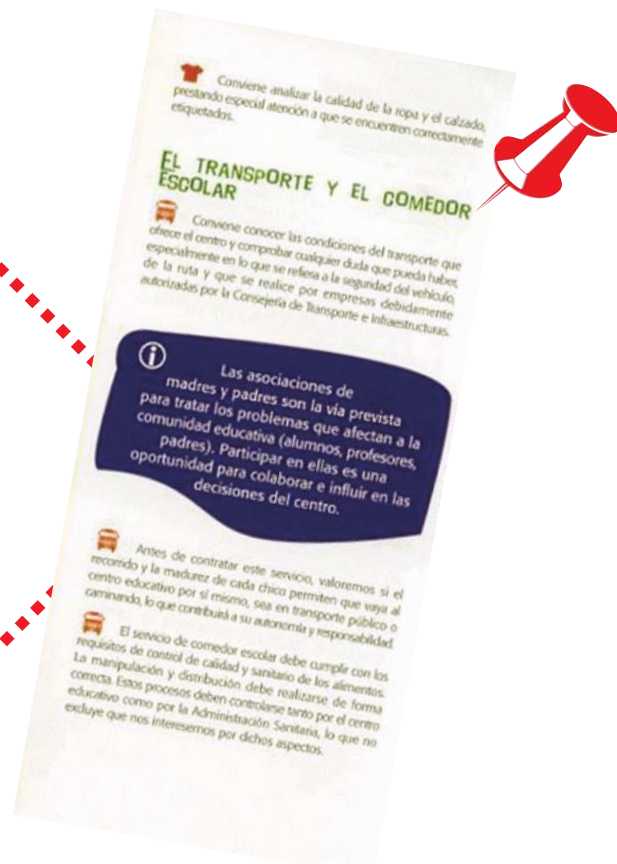 Conviene analizar la calidad de la ropa y el calzado,
prestando especial atención a que se encuentren correctamente
etiquetados.
EL TRANSPORTE Y EL COMEDOR
ESCOLAR
Conviene conocer las condiciones del transporte que
ofrece el centro y comprobar cualquier duda que pueda haber,
especialmente en lo que se refiera a la seguridad del vehículo,
de la ruta y que se realice por empresas debidamente
autorizadas por la Consejería de Transporte e Infraestructuras.
i
Las asociaciones de
madres y padres son la vía prevista
para tratar los problemas que afectan a la
comunidad educativa (alumnos, profesores,
padres). Participar en ellas es una
oportunidad para colaborar e influir en las
decisiones del centro.
Antes de contratar este servicio, valoremos si el
recorrido y la madurez de cada chico permiten que vaya al
centro educativo por sí mismo, sea en transporte público o
caminando, lo que contribuirá a su autonomía y responsabilidad.
El servicio de comedor escolar debe cumplir con los
requisitos de control de calidad y sanitario de los alimentos.
La manipulación y distribución debe realizarse de forma
correcta. Estos procesos deben controlarse tanto por el centro
educativo como por la Administración Sanitaria, lo que no
excluye que nos interesemos por dichos aspectos.